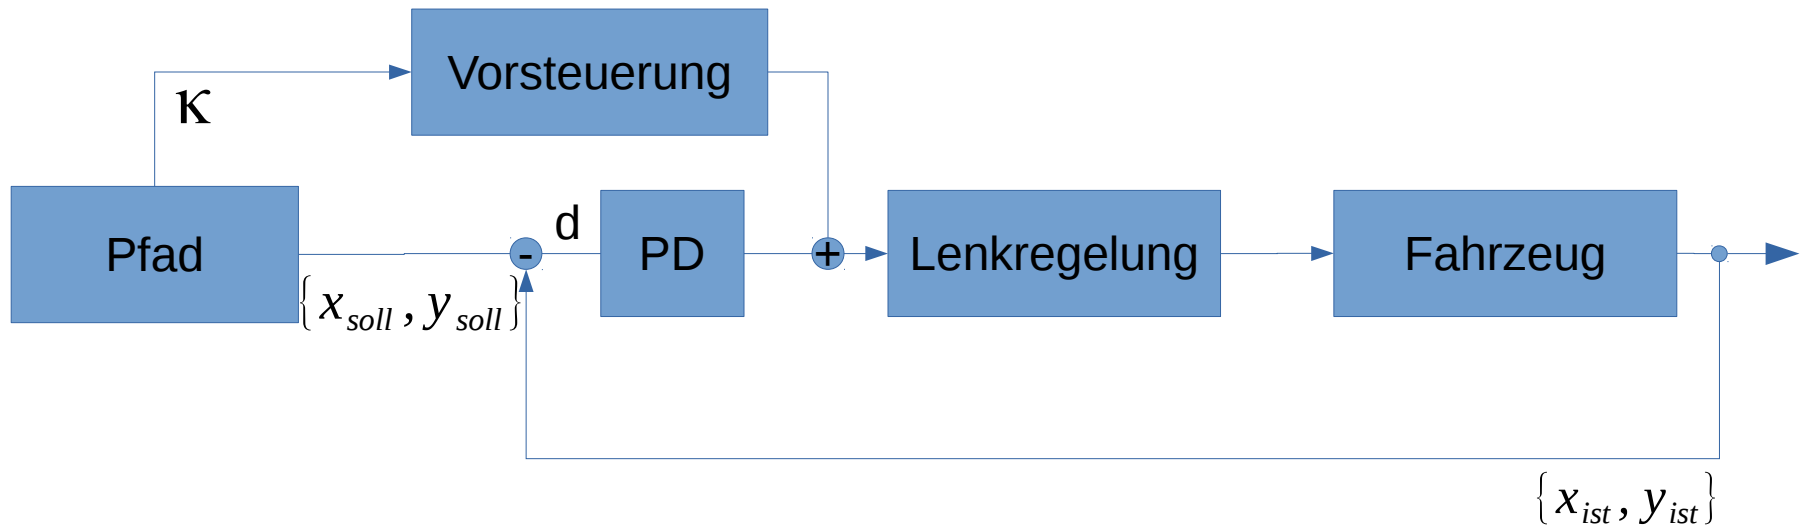 Vorsteuerung
κ
Pfad
{x_soll, y_soll}
-
d
PD
+
Lenkregelung
Fahrzeug
{x_ist, y_ist}